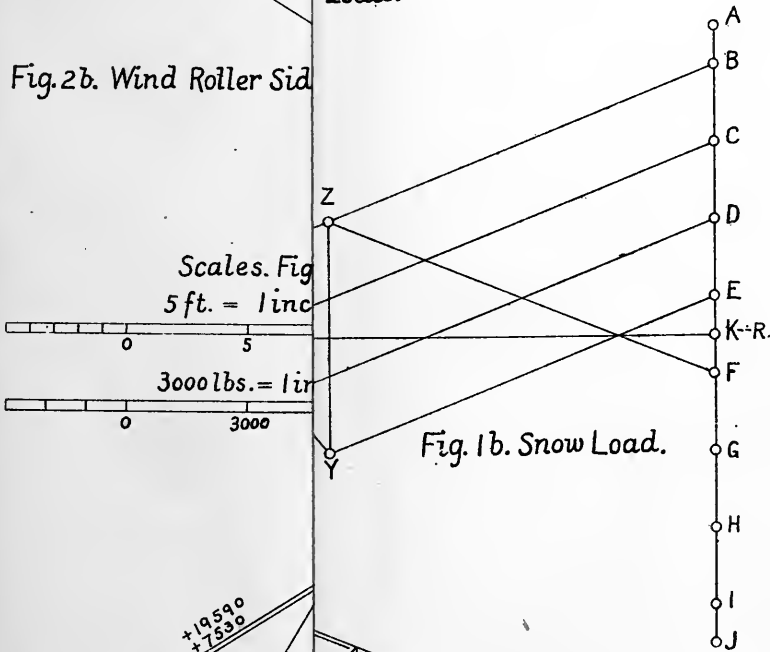 Fig. 2b. Wind Roller Sid
Scales. Fig
5 ft. = 1 inc
0 5
3000 lbs. = 1 in
0 3000
+19590
+7530
A
B
C
D
E
K=R.
F
G
H
I
J
Z
Y
Fig. 1b. Snow Load.